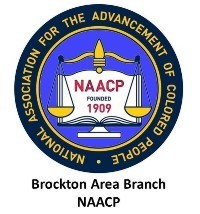 NATIONAL ASSOCIATION FOR THE ADVANCEMENT OF COLORED PEOPLE •
NAACP
FOUNDED
1909
Brockton Area Branch
NAACP